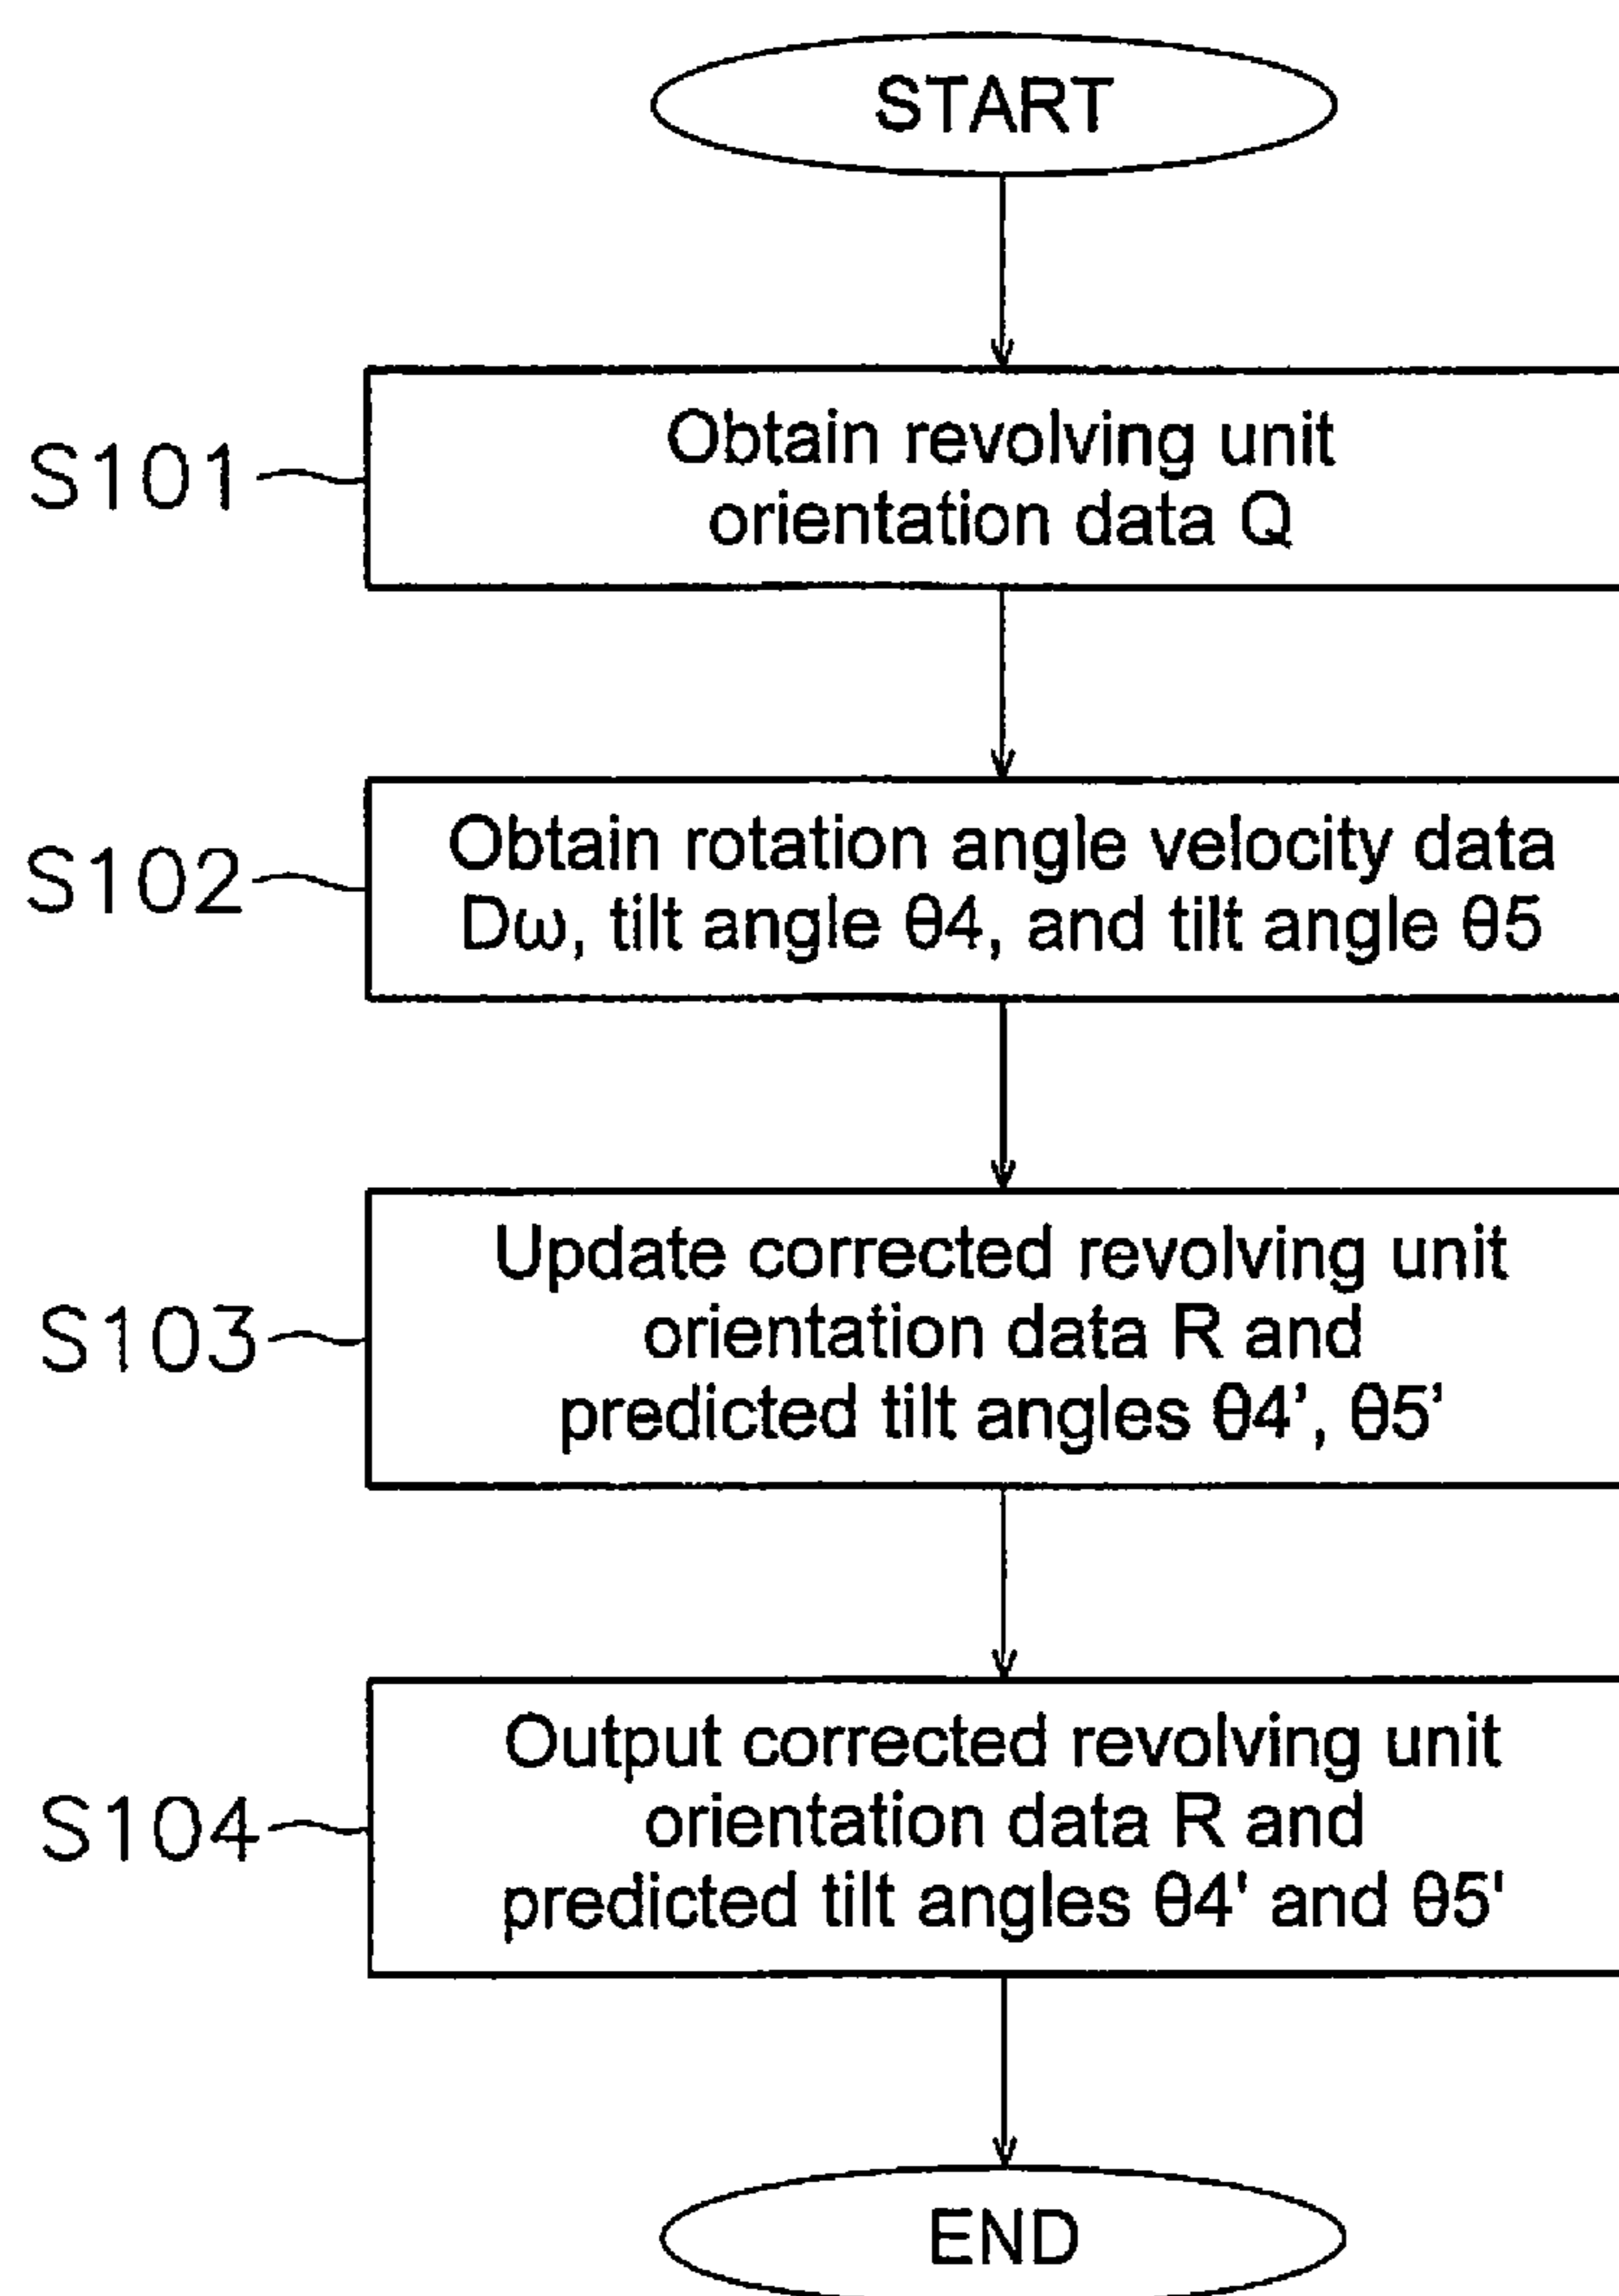 START
S101
Obtain revolving unit
orientation data Q
S102
Obtain rotation angle velocity data
Dω, tilt angle θ4, and tilt angle θ5
S103
Update corrected revolving unit
orientation data R and
predicted tilt angles θ4’, θ5’
S104
Output corrected revolving unit
orientation data R and
predicted tilt angles θ4' and θ5'
END